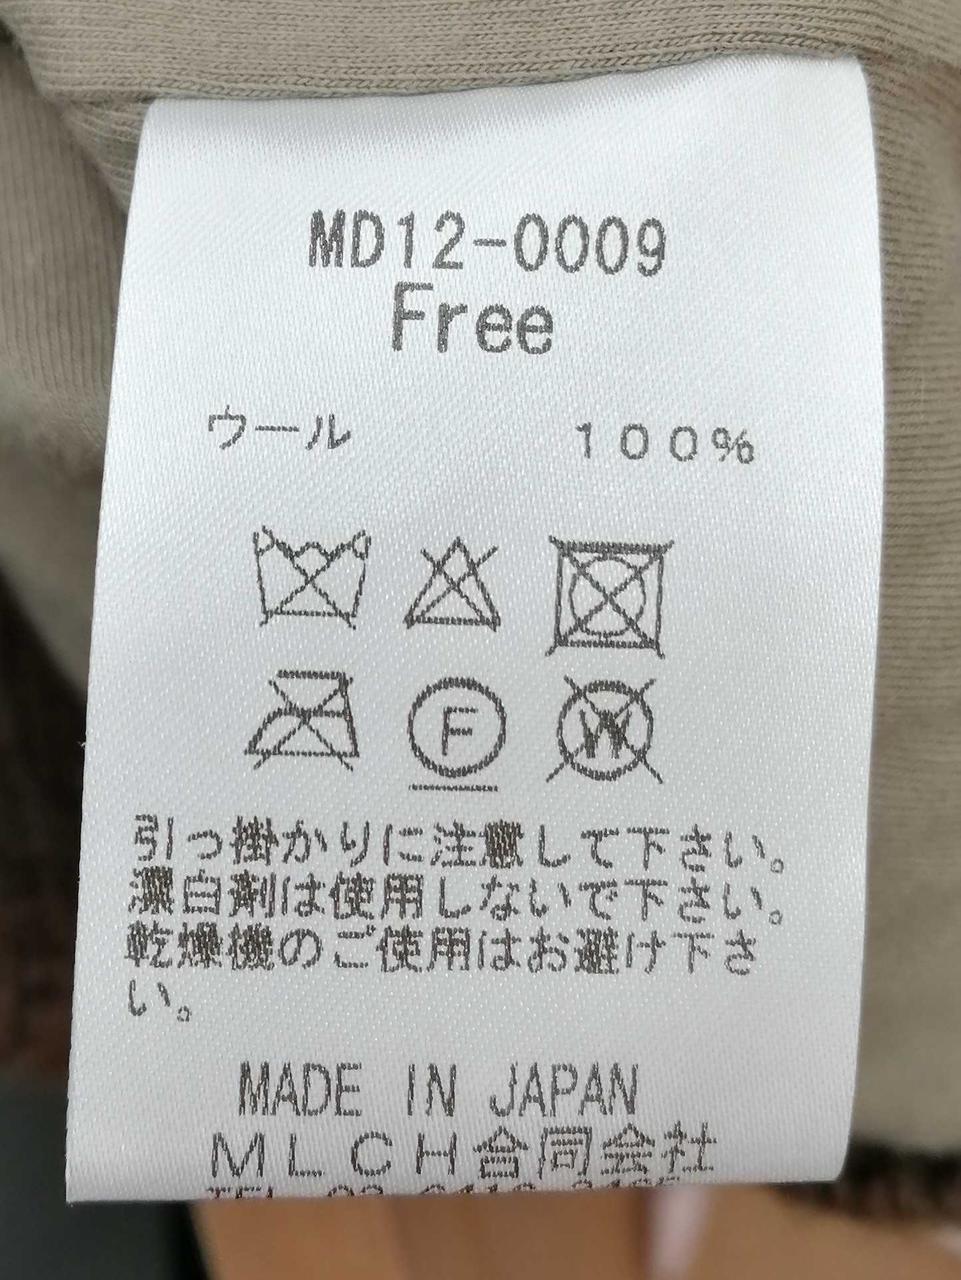 MD12-0009
Free
ウール 100%
F
W
引っ掛かりに注意して下さい。
漂白剤は使用しないで下さい。
乾燥機のご使用はお避け下さ
い。
MADE IN JAPAN
MLCH合同会社
TEL